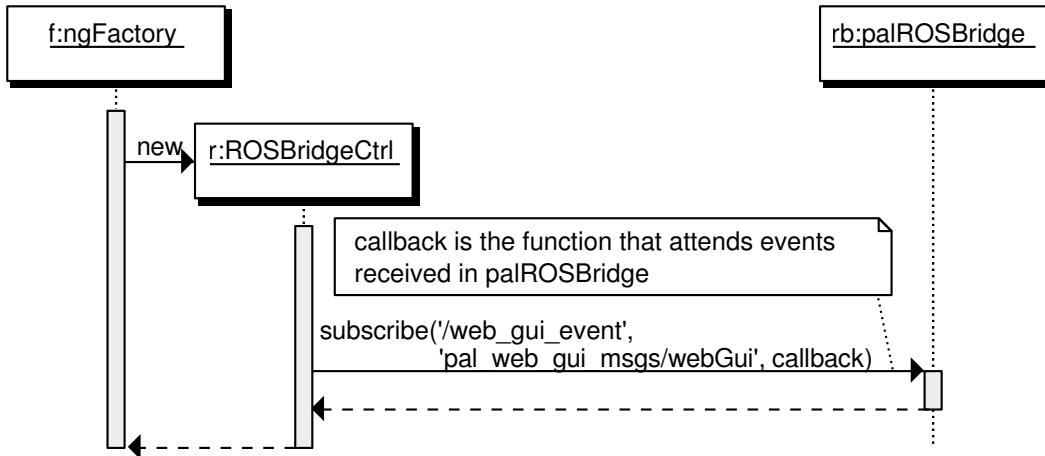 f:ngFactory
rb:palROSBridge
new
r:ROSBridgeCtrl
callback is the function that attends events
received in palROSBridge
subscribe('/web_gui_event',
'pal_web_gui_msgs/webGui', callback)